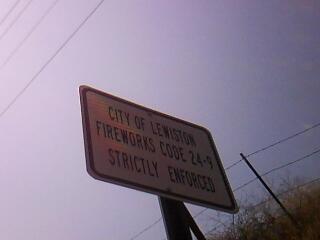 CITY OF LEWISTON
FIREWORKS CODE 24-9
STRICTLY ENFORCED